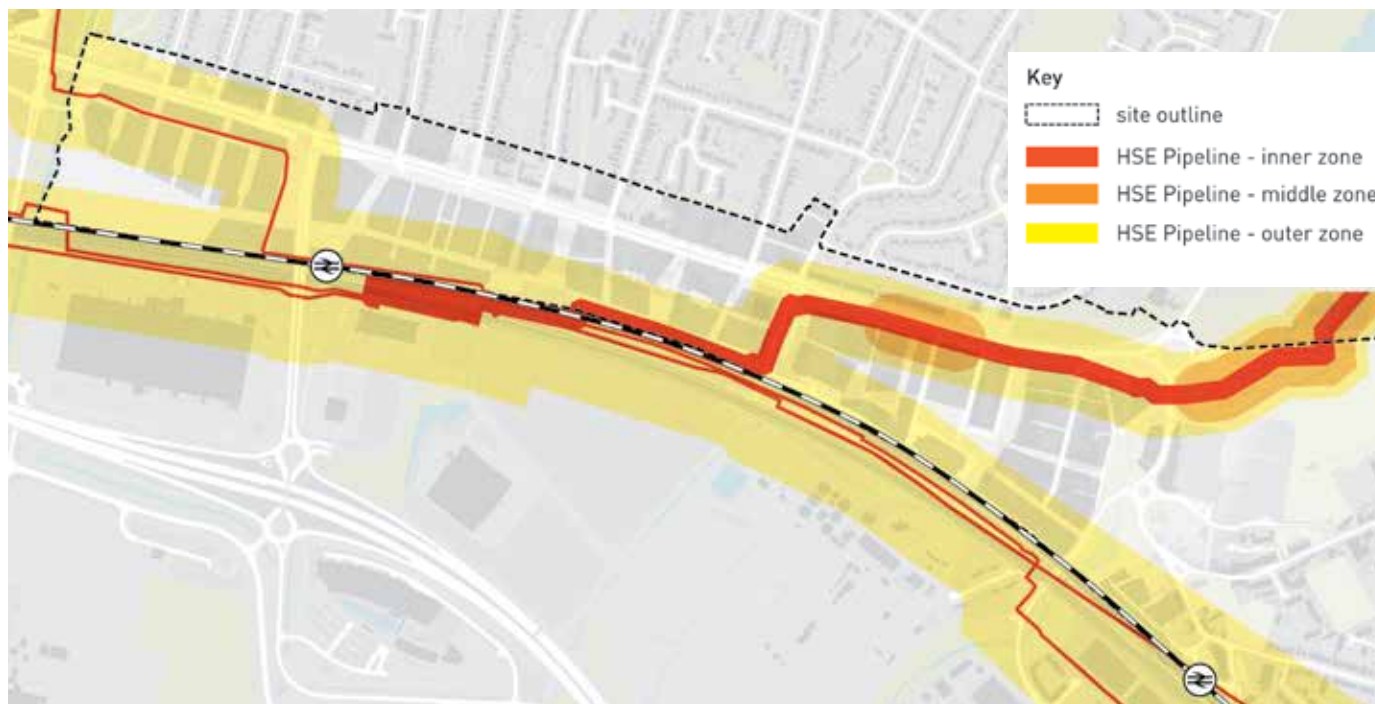 Key
site outline
HSE Pipeline - inner zone
HSE Pipeline - middle zone
HSE Pipeline - outer zone